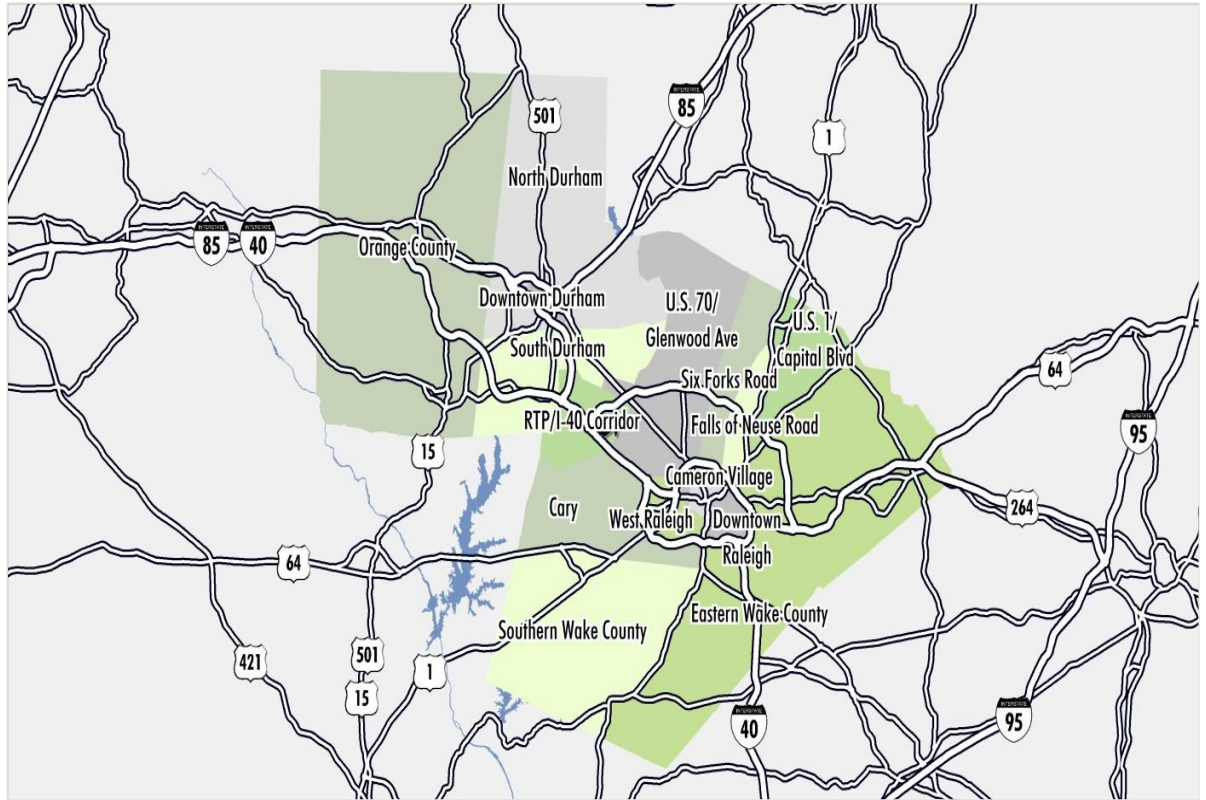 INTERSTATE
85
501
1
North Durham
INTERSTATE
85
INTERSTATE
40
Orange County
Downtown Durham
U.S. 70/
Glenwood Ave
U.S. 1/
Capital Blvd
South Durham
64
Six Forks Road
RTP/I-40 Corridor
Falls of Neuse Road
INTERSTATE
95
15
Cameron Village
Cary
West Raleigh
Downtown
Raleigh
264
64
Eastern Wake County
Southern Wake County
421
501
15
1
INTERSTATE
40
INTERSTATE
95